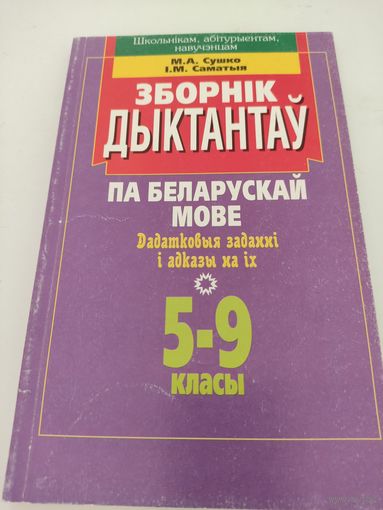 Школьнікам, абітурыентам,
навучэнцам
М.А. Сушко
І.М. Саматыя
ЗБОРНІК
ДЫКТАНТАЎ
ПА БЕЛАРУСКАЙ
МОВЕ
Дадатковыя заданні
і адказы на іх
5-9
класы